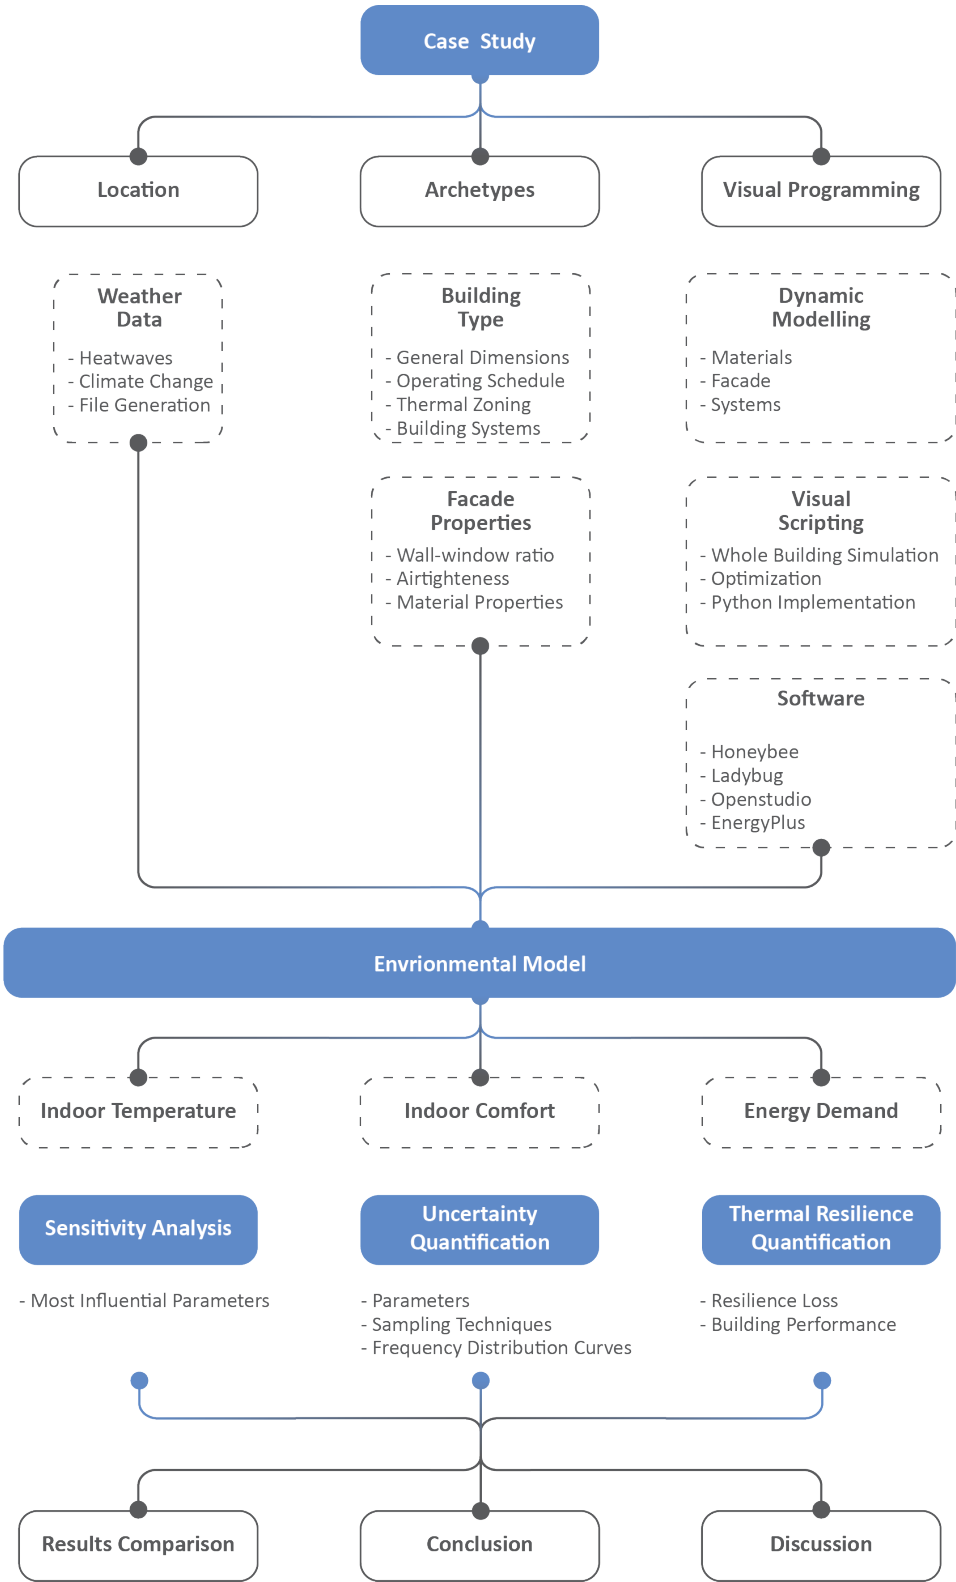 Case Study
Location
Archetypes
Visual Programming
Weather
Data
- Heatwaves
- Climate Change
- File Generation
Building
Type
- General Dimensions
- Operating Schedule
- Thermal Zoning
- Building Systems
Dynamic
Modelling
- Materials
- Facade
- Systems
Facade
Properties
- Wall-window ratio
- Airtighteness
- Material Properties
Visual
Scripting
- Whole Building Simulation
- Optimization
- Python Implementation
Software
- Honeybee
- Ladybug
- Openstudio
- EnergyPlus
Envrionmental Model
Indoor Temperature
Indoor Comfort
Energy Demand
Sensitivity Analysis
- Most Influential Parameters
Uncertainty
Quantification
- Parameters
- Sampling Techniques
- Frequency Distribution Curves
Thermal Resilience
Quantification
- Resilience Loss
- Building Performance
Results Comparison
Conclusion
Discussion